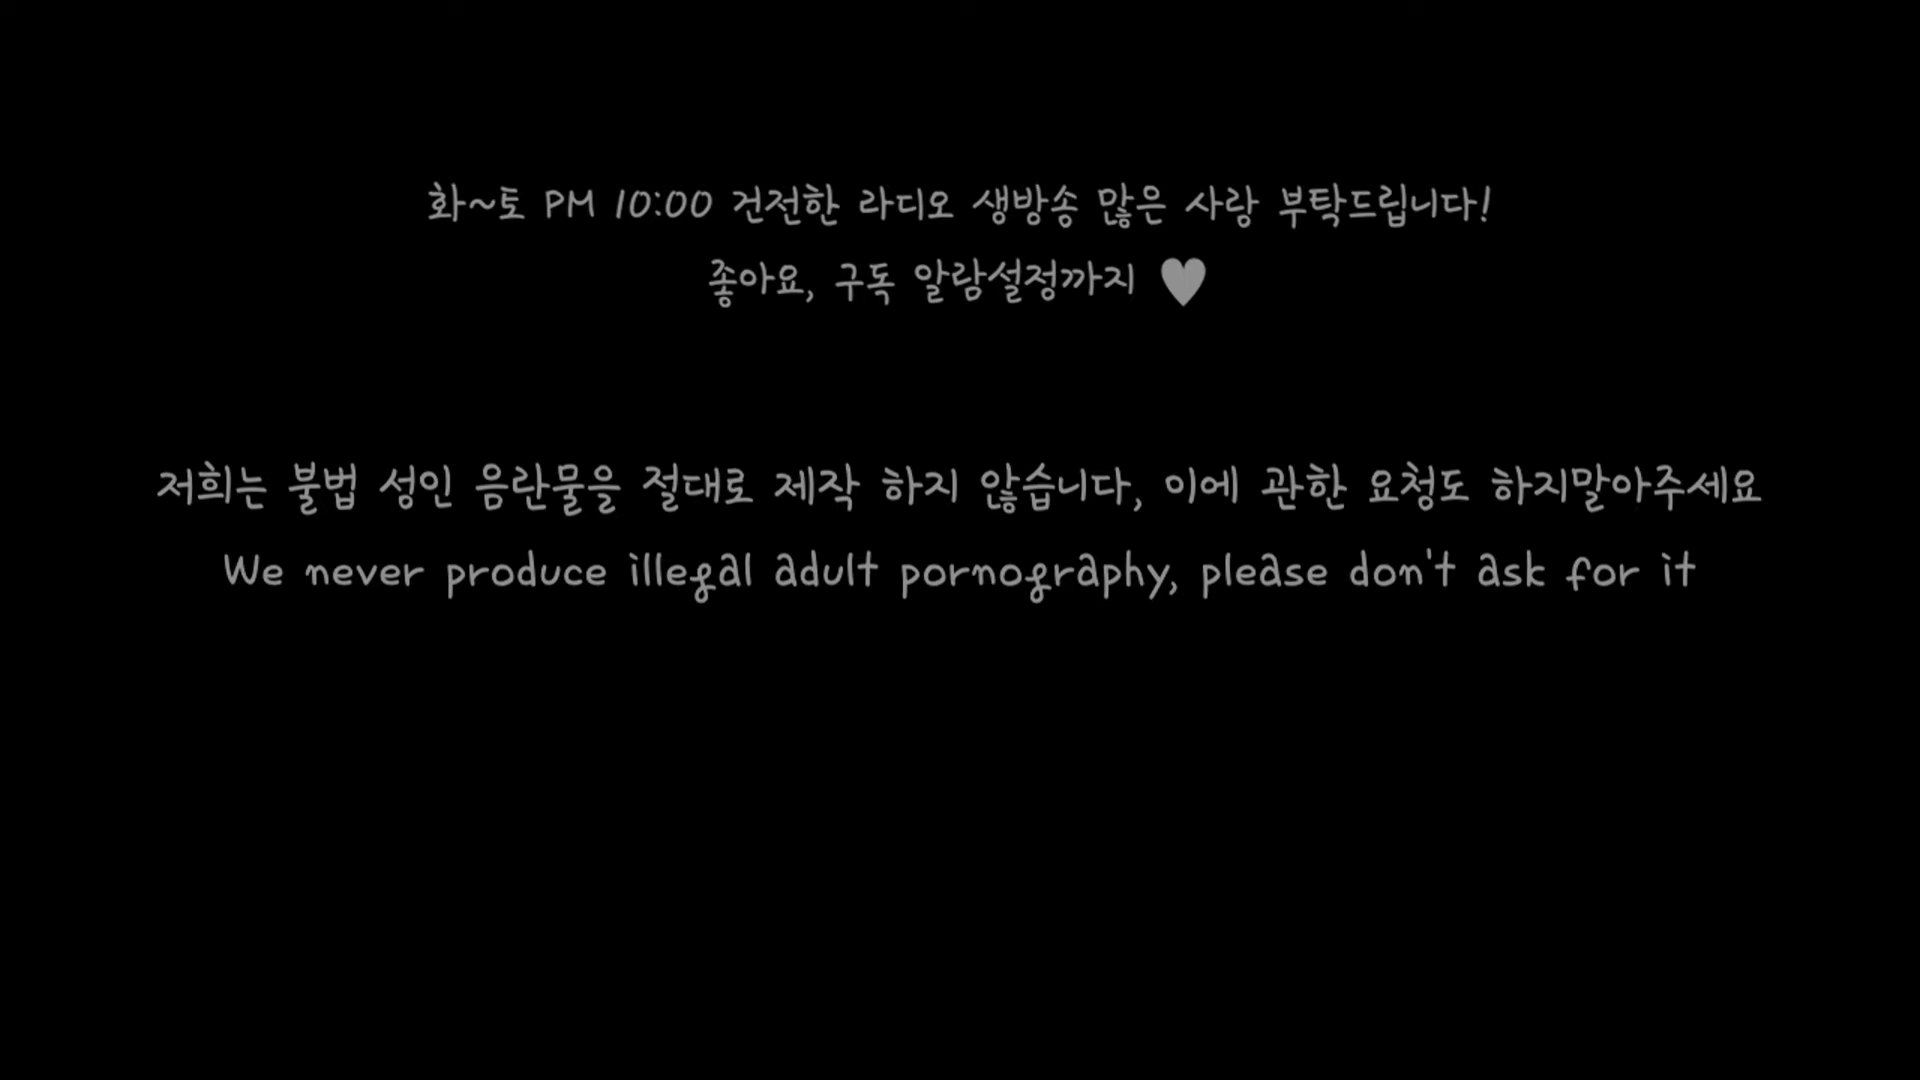 화~토 PM 10:00 건전한 라디오 생방송 많은 사랑 부탁드립니다!
좋아요, 구독 알람설정까지 ♥
저희는 불법 성인 음란물을 절대로 제작 하지 않습니다, 이에 관한 요청도 하지말아주세요
We never produce illegal adult pornography, please don't ask for it